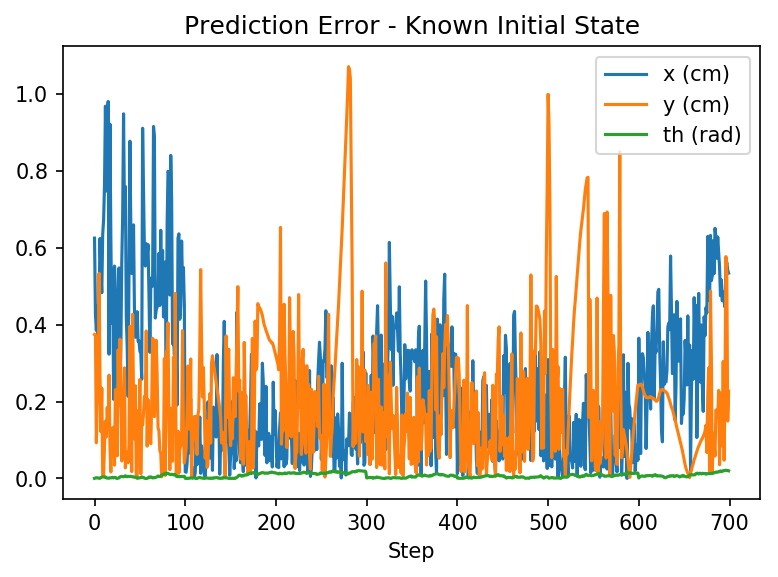 Prediction Error - Known Initial State
x (cm)
y (cm)
th (rad)
1.0
0.8
0.6
0.4
0.2
0.0
0 100 200 300 400 500 600 700
Step